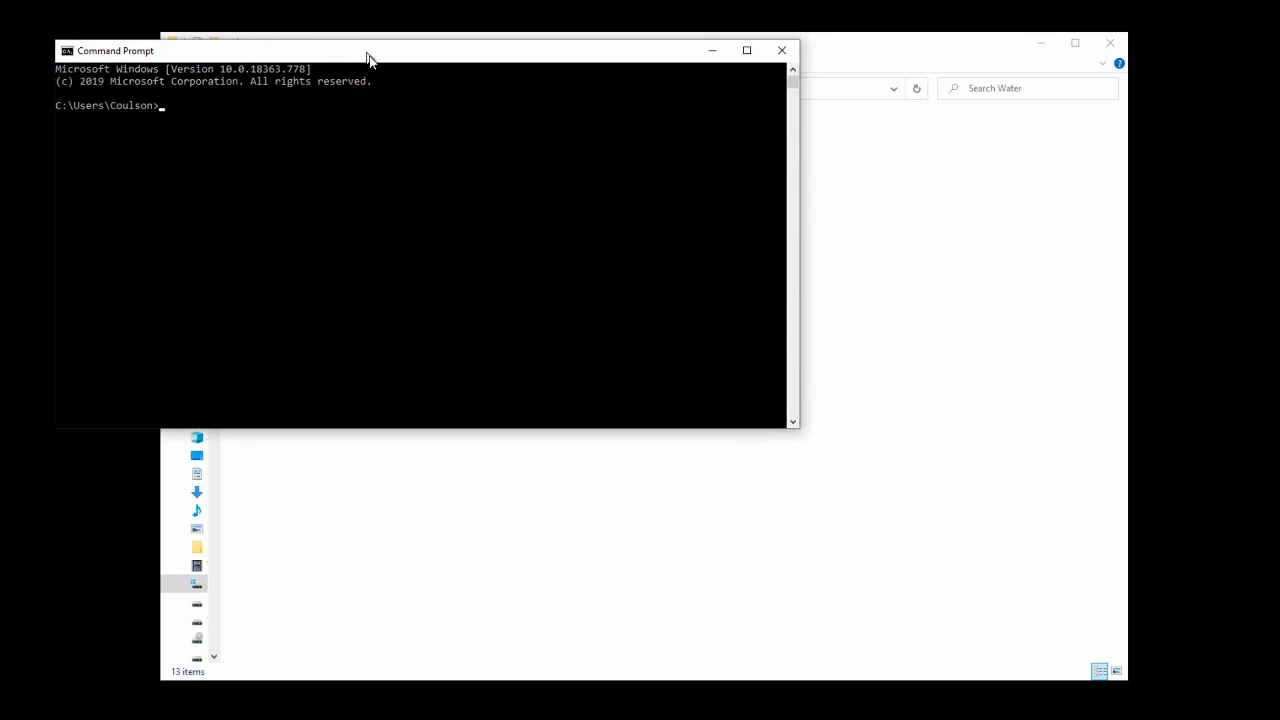 Command Prompt
Microsoft Windows [Version 10.0.18363.778]
(c) 2019 Microsoft Corporation. All rights reserved.
C:\Users\Coulson>
Search Water
13 items